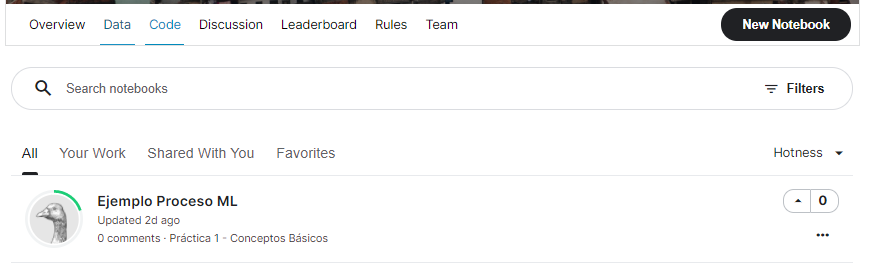 Overview Data Code Discussion Leaderboard Rules Team New Notebook
Search notebooks Filters
All Your Work Shared With You Favorites Hotness
Ejemplo Proceso ML 0
Updated 2d ago
0 comments · Práctica 1 - Conceptos Básicos